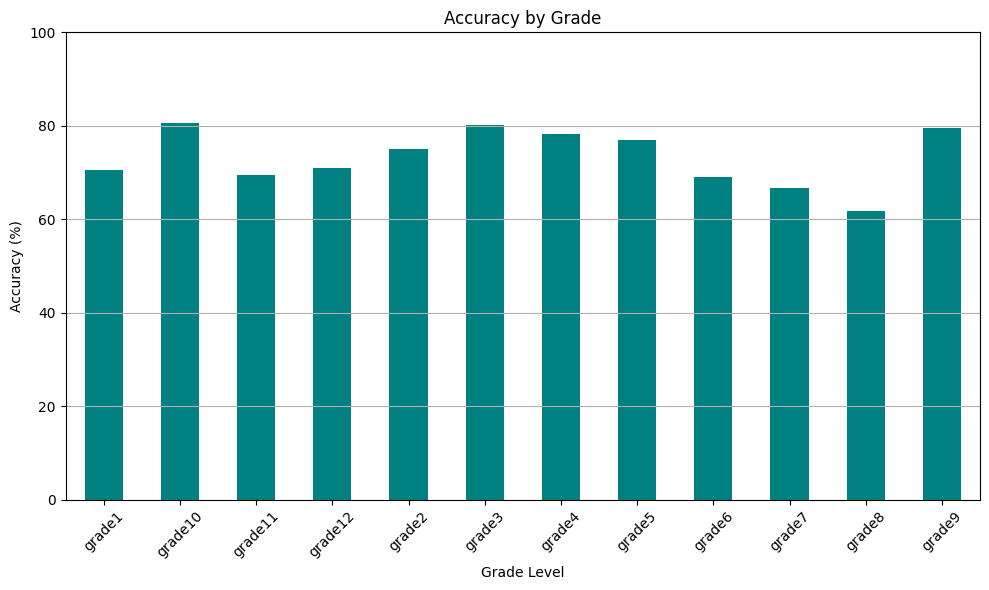 Accuracy by Grade
Accuracy (%)
100
80
60
40
20
0
grade1 grade10 grade11 grade12 grade2 grade3 grade4 grade5 grade6 grade7 grade8 grade9
Grade Level